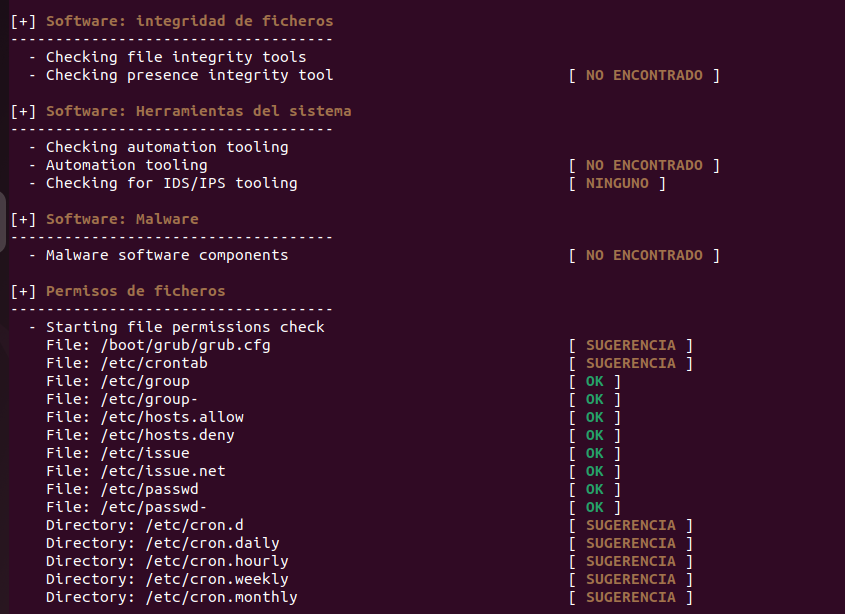 [+] Software: integridad de ficheros
------------------------------------
  - Checking file integrity tools
  - Checking presence integrity tool                          [ NO ENCONTRADO ]
[+] Software: Herramientas del sistema
------------------------------------
  - Checking automation tooling
  - Automation tooling                                        [ NO ENCONTRADO ]
  - Checking for IDS/IPS tooling                              [ NINGUNO ]
[+] Software: Malware
------------------------------------
  - Malware software components                               [ NO ENCONTRADO ]
[+] Permisos de ficheros
------------------------------------
  - Starting file permissions check
    File: /boot/grub/grub.cfg                                 [ SUGERENCIA ]
    File: /etc/crontab                                        [ SUGERENCIA ]
    File: /etc/group                                          [ OK ]
    File: /etc/group-                                         [ OK ]
    File: /etc/hosts.allow                                    [ OK ]
    File: /etc/hosts.deny                                     [ OK ]
    File: /etc/issue                                          [ OK ]
    File: /etc/issue.net                                      [ OK ]
    File: /etc/passwd                                         [ OK ]
    File: /etc/passwd-                                        [ OK ]
    Directory: /etc/cron.d                                    [ SUGERENCIA ]
    Directory: /etc/cron.daily                                [ SUGERENCIA ]
    Directory: /etc/cron.hourly                               [ SUGERENCIA ]
    Directory: /etc/cron.weekly                               [ SUGERENCIA ]
    Directory: /etc/cron.monthly                              [ SUGERENCIA ]